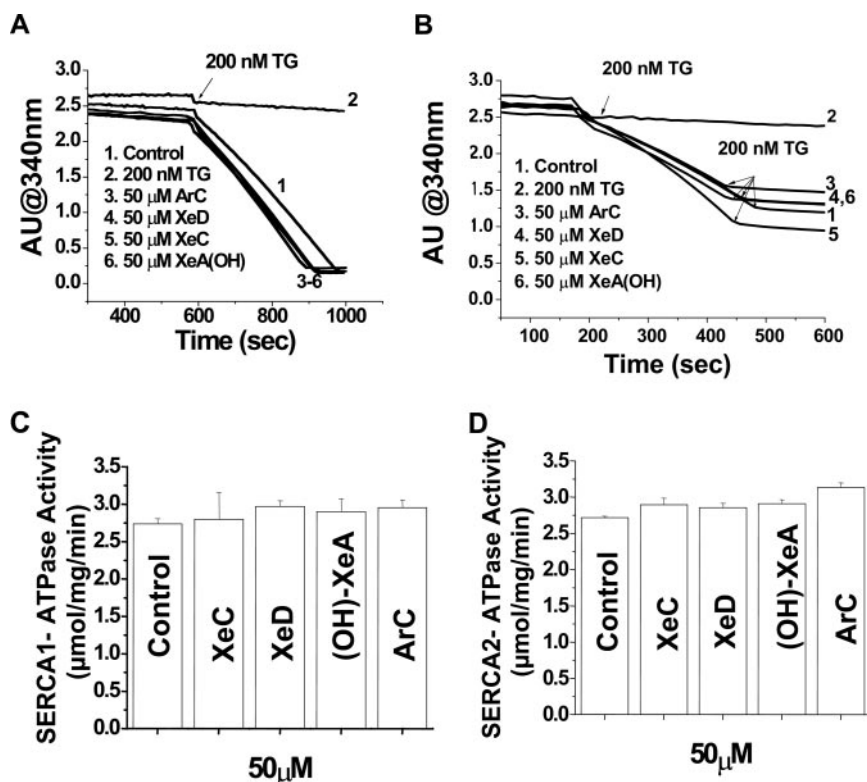 A
200 nM TG
2
3.0
2.5
2.0
1.5
1.0
0.5
0.0
AU@340nm
1. Control
2. 200 nM TG
3. 50 μM ArC
4. 50 μM XeD
5. 50 μM XeC
6. 50 μM XeA(OH)
1
3-6
400 600 800 1000
Time (sec)
B
200 nM TG
2
200 nM TG
3.0
2.5
2.0
1.5
1.0
0.5
0.0
AU @340nm
1. Control
2. 200 nM TG
3. 50 μM ArC
4. 50 μM XeD
5. 50 μM XeC
6. 50 μM XeA(OH)
3
4,6
1
5
100 200 300 400 500 600
Time (sec)
C
SERCA1- ATPase Activity
(μmol/mg/min)
3.5
3.0
2.5
2.0
1.5
1.0
0.5
0.0
Control
XeC
XeD
(OH)-XeA
ArC
50μM
D
SERCA2- ATPase Activity
(μmol/mg/min)
3.5
3.0
2.5
2.0
1.5
1.0
0.5
0.0
Control
XeC
XeD
(OH)-XeA
ArC
50μM